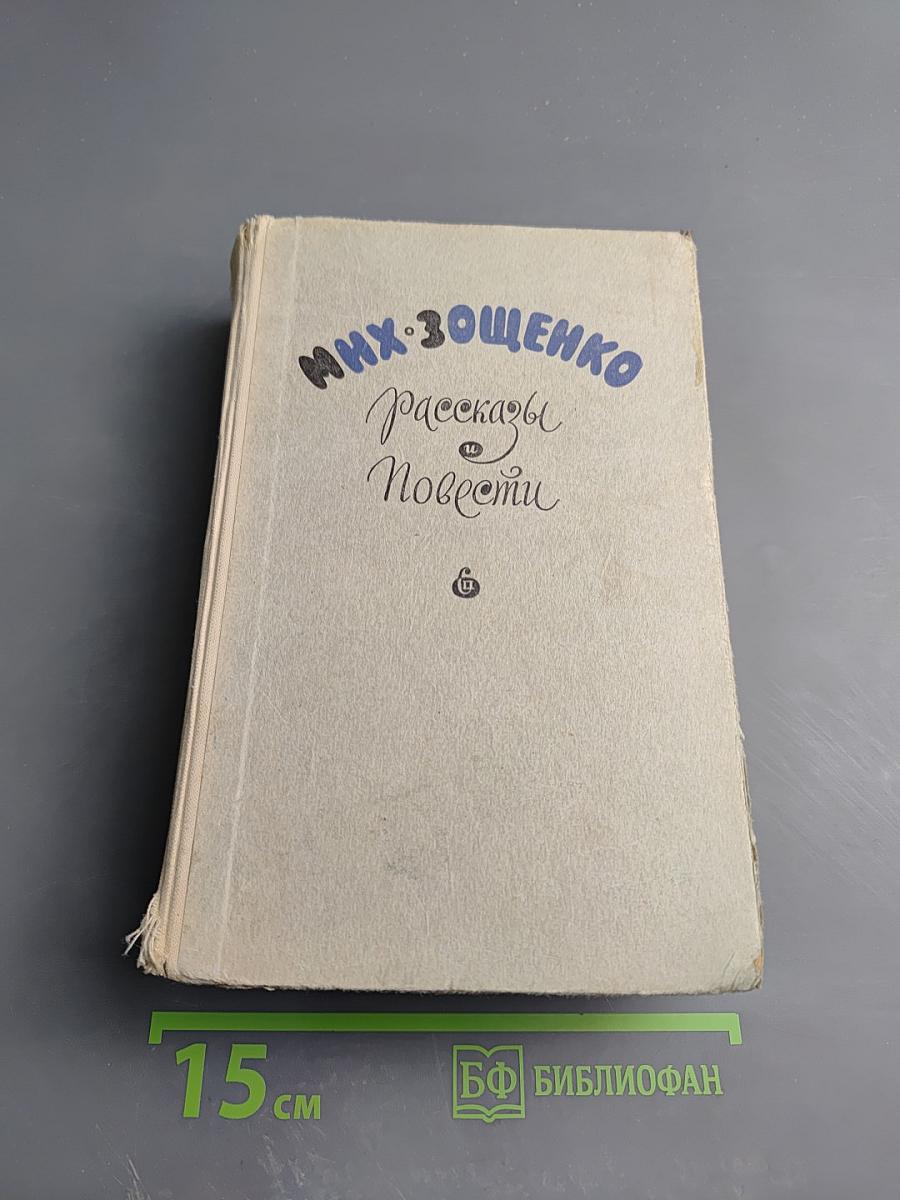 МИХ·ЗОЩЕНКО
Рассказы
и
Повести
15 см
БФ БИБЛИОФАН